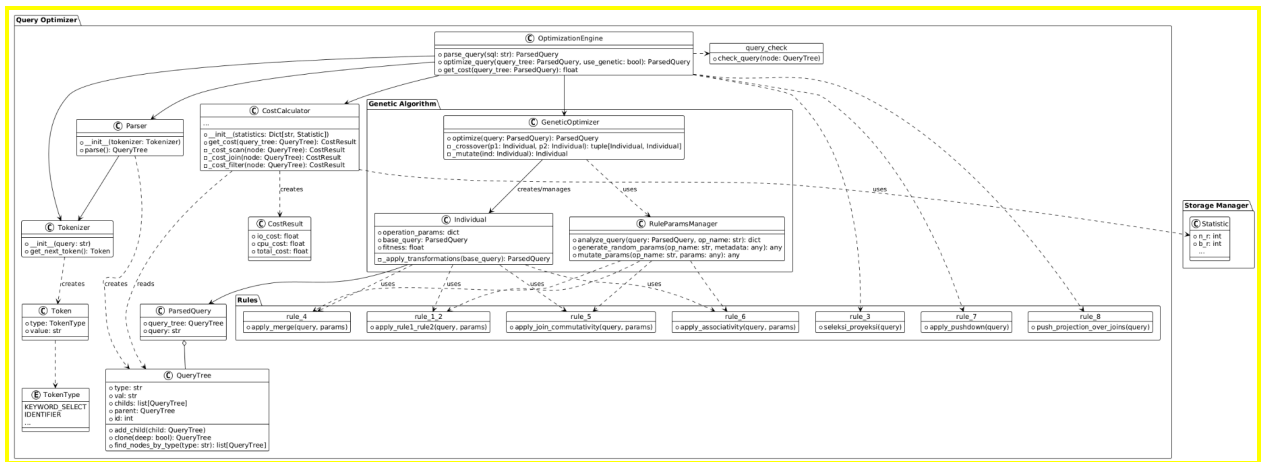 Query Optimizer
OptimizationEngine
parse_query(sql: str): ParsedQuery
optimize_query(query_tree: ParsedQuery, use_genetic: bool): ParsedQuery
get_cost(query_tree: ParsedQuery): float
query_check
check_query(node: QueryTree)
Parser
__init__(tokenizer: Tokenizer)
parse(): QueryTree
CostCalculator
...
__init__(statistics: Dict[str, Statistic])
get_cost(query_tree: QueryTree): CostResult
_cost_scan(node: QueryTree): CostResult
_cost_join(node: QueryTree): CostResult
_cost_filter(node: QueryTree): CostResult
Genetic Algorithm
GeneticOptimizer
optimize(query: ParsedQuery): ParsedQuery
_crossover(p1: Individual, p2: Individual): tuple[Individual, Individual]
_mutate(ind: Individual): Individual
creates
creates/manages
uses
uses
Tokenizer
__init__(query: str)
get_next_token(): Token
CostResult
io_cost: float
cpu_cost: float
total_cost: float
Individual
operation_params: dict
base_query: ParsedQuery
fitness: float
_apply_transformations(base_query): ParsedQuery
RuleParamsManager
analyze_query(query: ParsedQuery, op_name: str): dict
generate_random_params(op_name: str, metadata: any): any
mutate_params(op_name: str, params: any): any
Storage Manager
Statistic
n_r: int
b_r: int
...
creates
creates
reads
uses
uses
uses
uses
Token
type: TokenType
value: str
ParsedQuery
query_tree: QueryTree
query: str
Rules
rule_4
apply_merge(query, params)
rule_1_2
apply_rule1_rule2(query, params)
rule_5
apply_join_commutativity(query, params)
rule_6
apply_associativity(query, params)
rule_3
seleksi_proyeksi(query)
rule_7
apply_pushdown(query)
rule_8
push_projection_over_joins(query)
E TokenType
KEYWORD_SELECT
IDENTIFIER
...
QueryTree
type: str
val: str
childs: list[QueryTree]
parent: QueryTree
id: int
add_child(child: QueryTree)
clone(deep: bool): QueryTree
find_nodes_by_type(type: str): list[QueryTree]